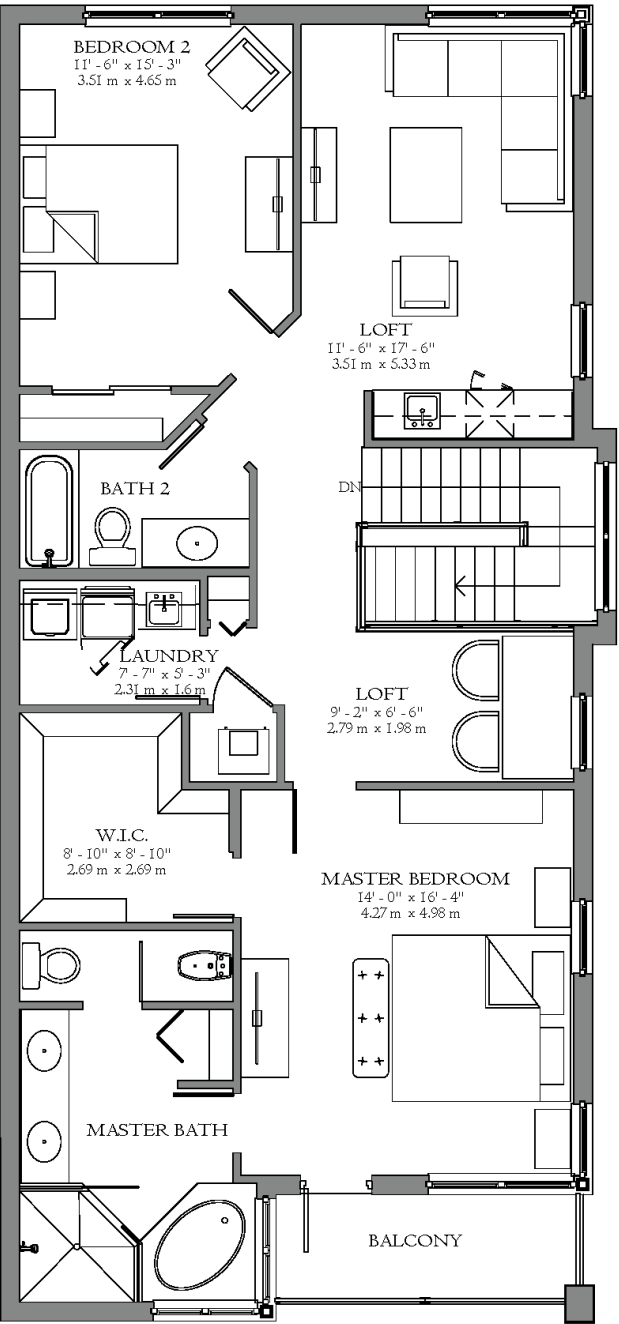 BEDROOM 2
11' - 6" x 15' - 3"
3.51 m x 4.65 m
LOFT
11' - 6" x 17' - 6"
3.51 m x 5.33 m
BATH 2
DN
LAUNDRY
7' - 7" x 5' - 3"
2.31 m x 1.6 m
LOFT
9' - 2" x 6' - 6"
2.79 m x 1.98 m
W.I.C.
8' - 10" x 8' - 10"
2.69 m x 2.69 m
MASTER BEDROOM
14' - 0" x 16' - 4"
4.27 m x 4.98 m
MASTER BATH
BALCONY